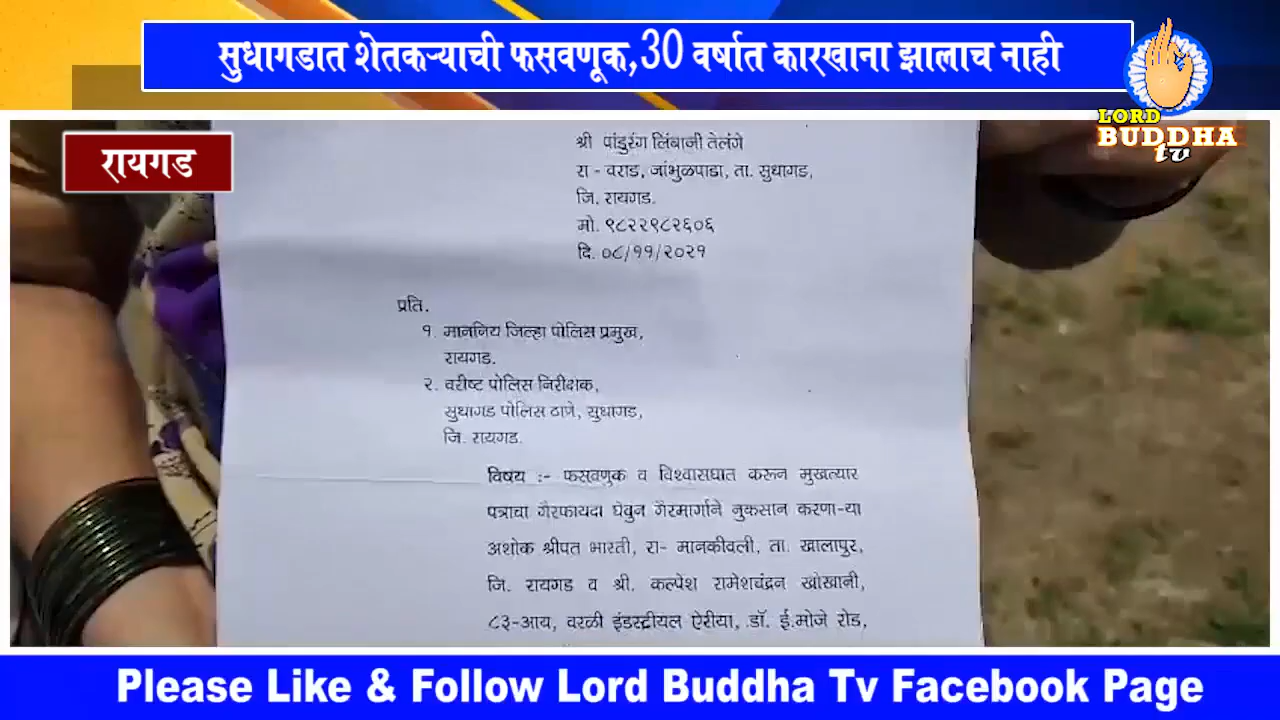 सुधागडात शेतकऱ्याची फसवणूक,30 वर्षात कारखाना झालाच नाही
LORD
BUDDHA
tv
रायगड
श्री पांडुरंग लिंबाजी तेलंगे
रा - वराड, जांभुळपाडा, ता. सुधागड,
जि. रायगड.
मो. ९८२२९८२६०६
दि. ०८/११/२०२१
प्रति.
१. माननिय जिल्हा पोलिस प्रमुख,
रायगड.
२. वरीष्ट पोलिस निरीक्षक,
सुधागड पोलिस ठाणे, सुधागड,
जि. रायगड.
विषय :- फसवणुक व विश्वासघात करून मुखत्यार
पत्राचा गैरफायदा घेवुन गैरमार्गाने नुकसान करणा-या
अशोक श्रीपत भारती, रा- मानकीवली, ता. खालापुर,
जि. रायगड व श्री. कल्पेश रामेशचंद्रन खोखानी,
८३-आय, वरळी इंडस्ट्रीयल ऐरीया, डॉ. ई.मोजे रोड,
Please Like & Follow Lord Buddha Tv Facebook Page